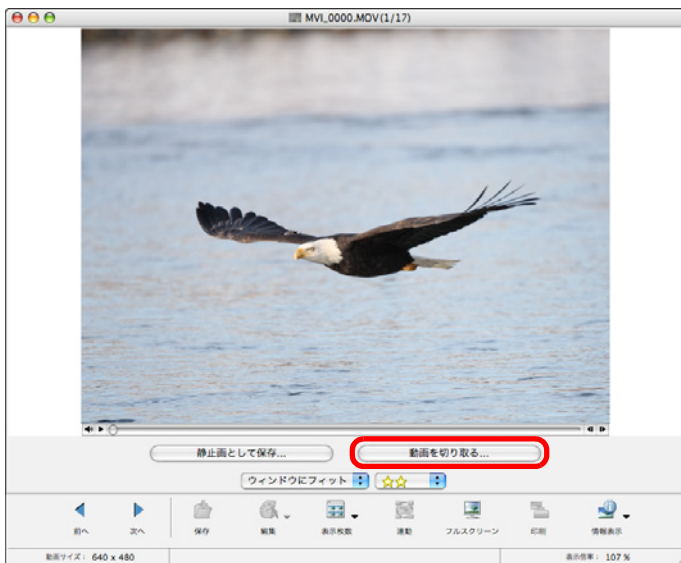 MVI_0000.MOV(1/17)
静止画として保存... 動画を切り取る...
ウィンドウにフィット ☆☆
前へ 次へ 保存 編集 表示枚数 連動 フルスクリーン 印刷 情報表示
動画サイズ： 640 x 480 表示倍率： 107 %